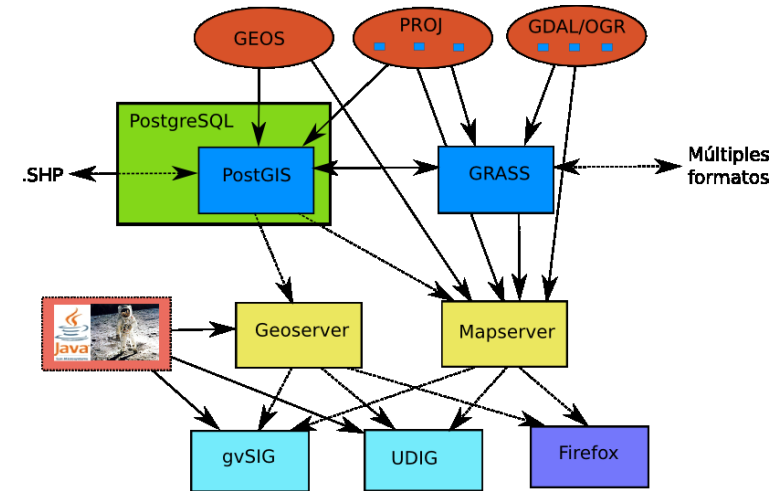 GEOS
PROJ
GDAL/OGR
PostgreSQL
.SHP
PostGIS
GRASS
Múltiples
formatos
Java
Geoserver
Mapserver
gvSIG
UDIG
Firefox